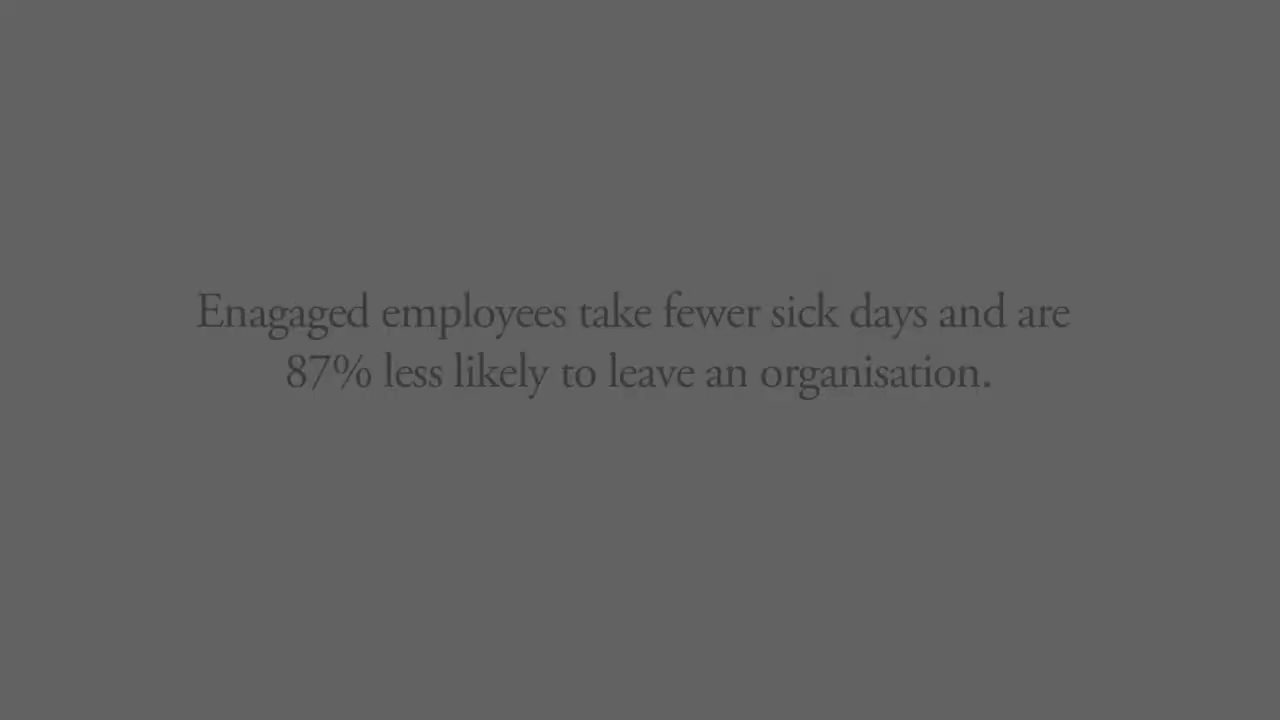 Enagaged employees take fewer sick days and are
87% less likely to leave an organisation.